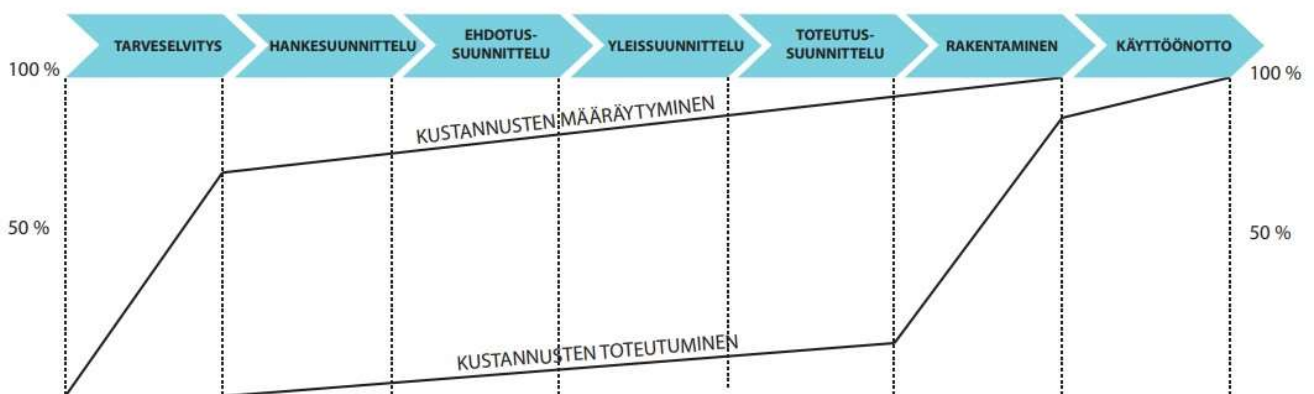 TARVESELVITYS
HANKESUUNNITTELU
EHDOTUS-
SUUNNITTELU
YLEISSUUNNITTELU
TOTEUTUS-
SUUNNITTELU
RAKENTAMINEN
KÄYTTÖÖNOTTO
100 %
100 %
KUSTANNUSTEN MÄÄRÄYTYMINEN
50 %
50 %
KUSTANNUSTEN TOTEUTUMINEN